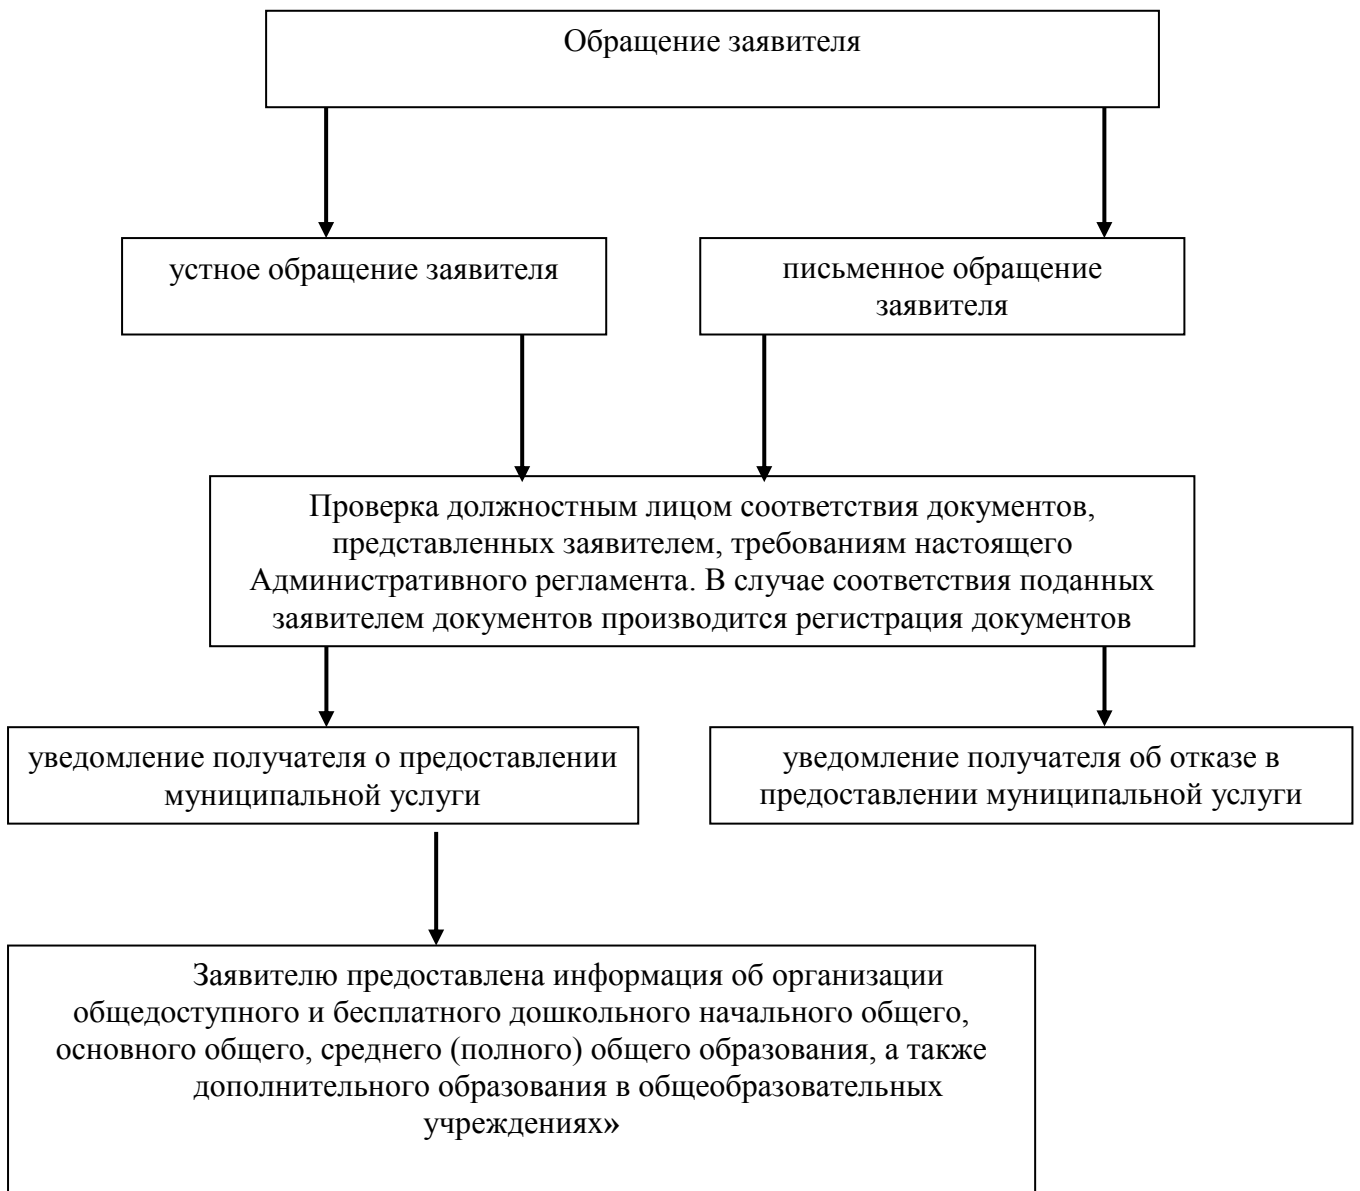 Обращение заявителя
устное обращение заявителя
письменное обращение
заявителя
Проверка должностным лицом соответствия документов,
представленных заявителем, требованиям настоящего
Административного регламента. В случае соответствия поданных
заявителем документов производится регистрация документов
уведомление получателя о предоставлении
муниципальной услуги
уведомление получателя об отказе в
предоставлении муниципальной услуги
Заявителю предоставлена информация об организации
общедоступного и бесплатного дошкольного начального общего,
основного общего, среднего (полного) общего образования, а также
дополнительного образования в общеобразовательных
учреждениях»